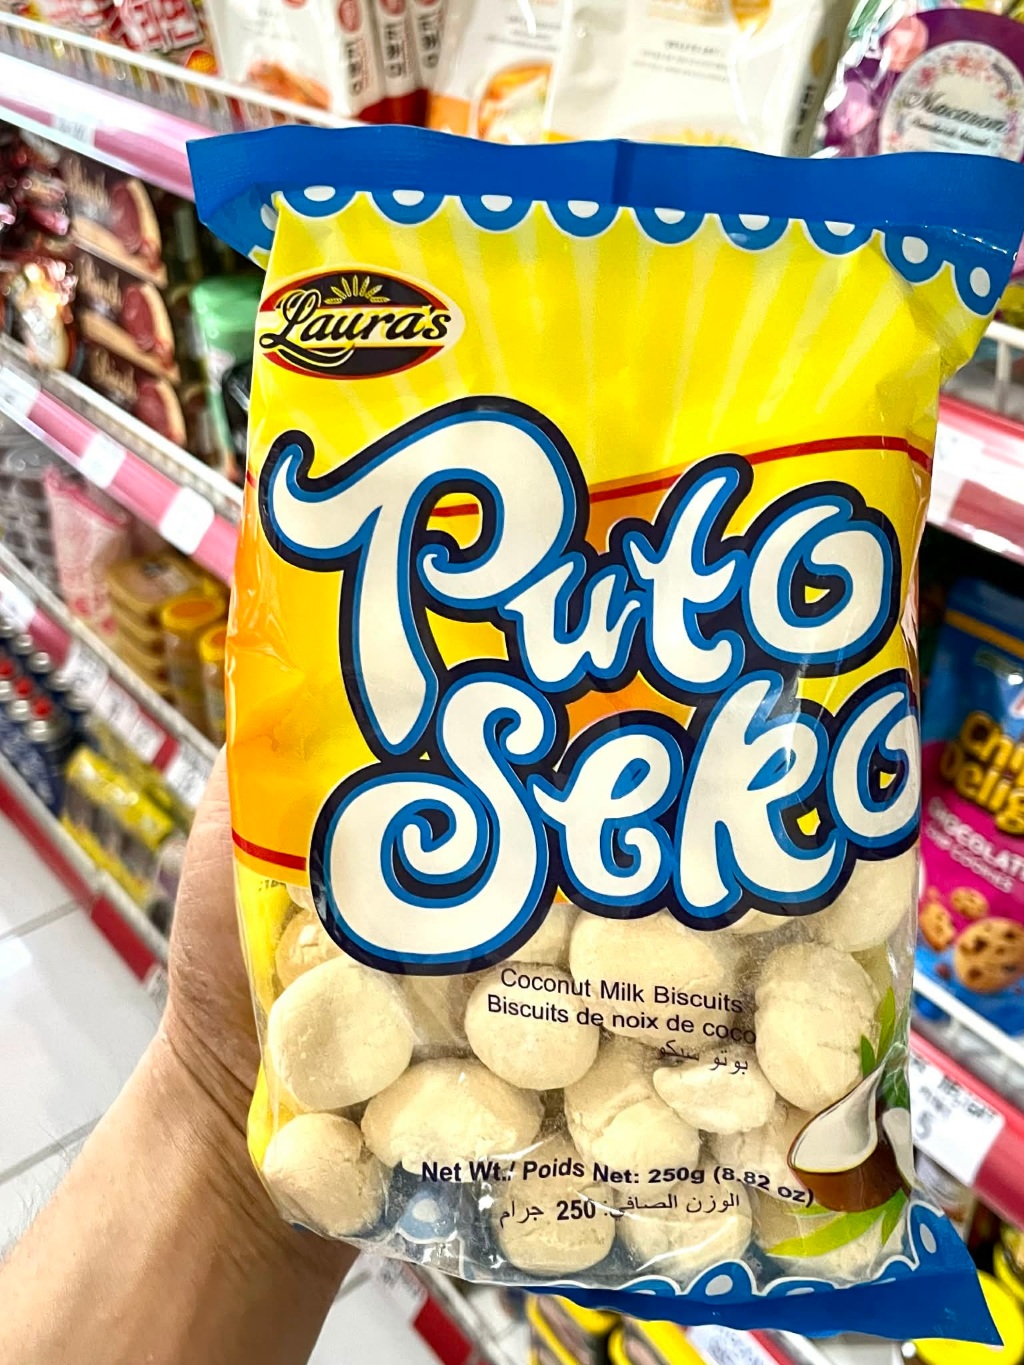 Macaron
Laura's
Puto
Seko
Coconut Milk Biscuits
Biscuits de noix de coco
بوتو سيكو
Net Wt./ Poids Net: 250g (8.82 oz)
الوزن الصافي: 250 جرام